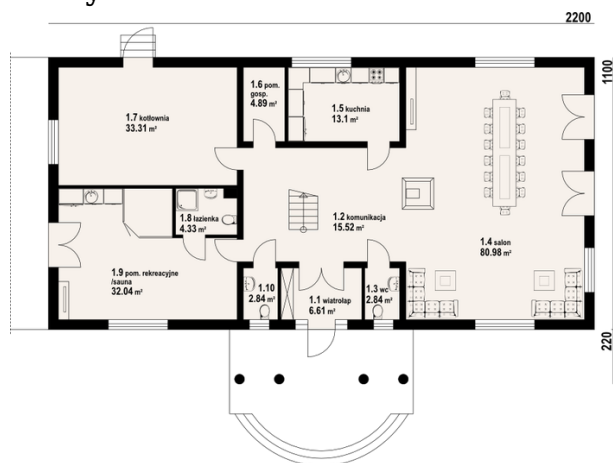 2200
1100
1.6 pom.
gosp.
4.89 m²
1.7 kotłownia
33.31 m²
1.5 kuchnia
13.1 m²
1.8 łazienka
4.33 m²
1.2 komunikacja
15.52 m²
1.4 salon
80.98 m²
1.9 pom. rekreacyjne
/sauna
32.04 m²
1.10
2.84 m²
1.1 wiatrołap
6.61 m²
1.3 wc
2.84 m²
220